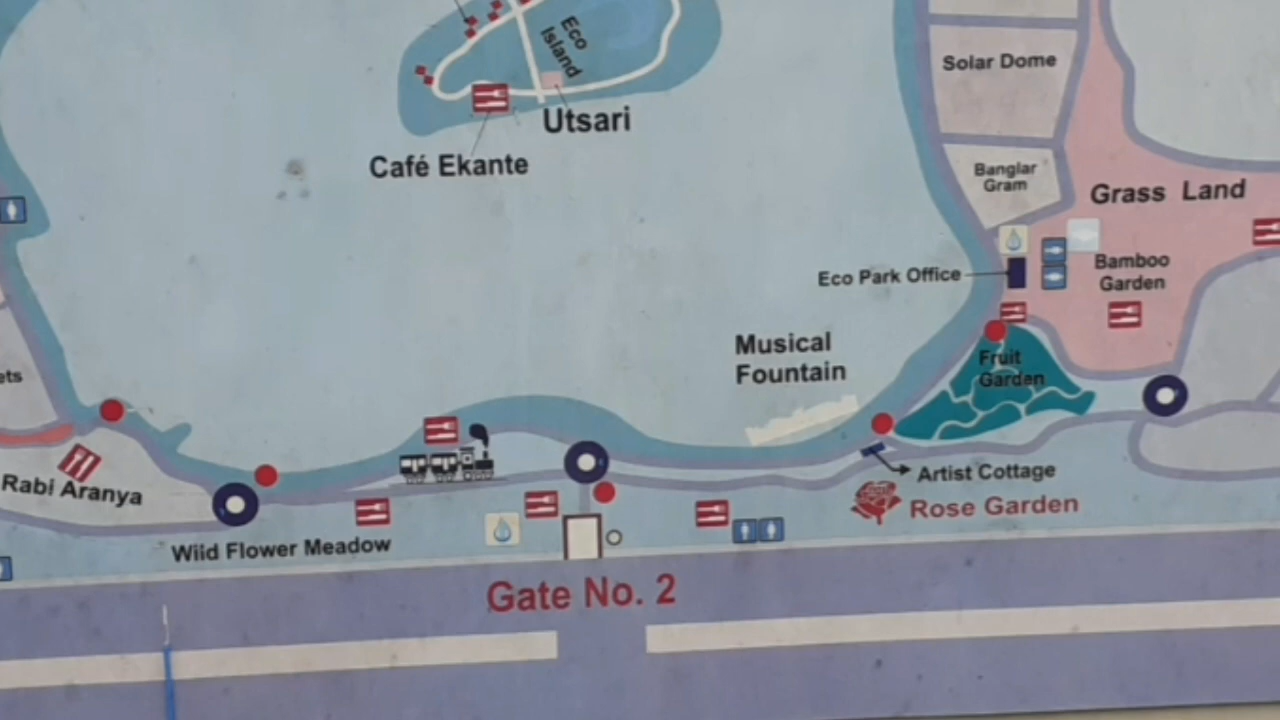 Eco
Island
Utsari
Café Ekante
Solar Dome
Banglar
Gram
Grass Land
Eco Park Office
Bamboo
Garden
Musical
Fountain
Fruit
Garden
ets
Rabi Aranya
Artist Cottage
Rose Garden
Wild Flower Meadow
Gate No. 2